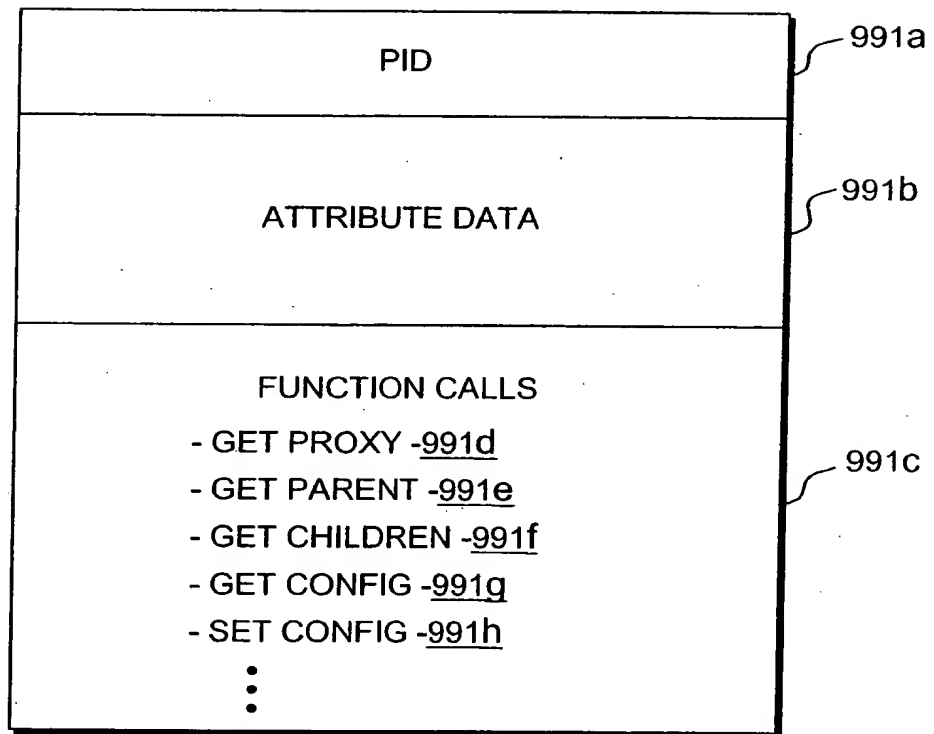 PID
991a
ATTRIBUTE DATA
991b
FUNCTION CALLS
- GET PROXY -991d
- GET PARENT -991e
- GET CHILDREN -991f
- GET CONFIG -991g
- SET CONFIG -991h
991c